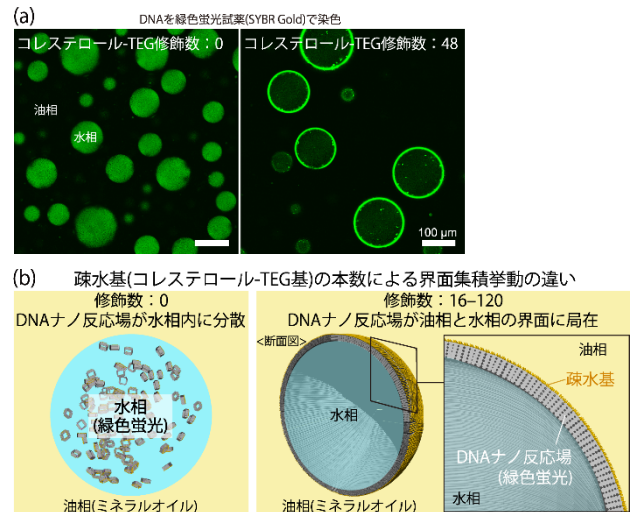 (a)
DNAを緑色蛍光試薬(SYBR Gold)で染色
コレステロール-TEG修飾数：0
コレステロール-TEG修飾数：48
油相
水相
100 μm
(b)
疎水基(コレステロール-TEG基)の本数による界面集積挙動の違い
修飾数：0
DNAナノ反応場が水相内に分散
水相
(緑色蛍光)
油相(ミネラルオイル)
修飾数：16–120
DNAナノ反応場が油相と水相の界面に局在
<断面図>
水相
油相(ミネラルオイル)
油相
疎水基
DNAナノ反応場
(緑色蛍光)
水相